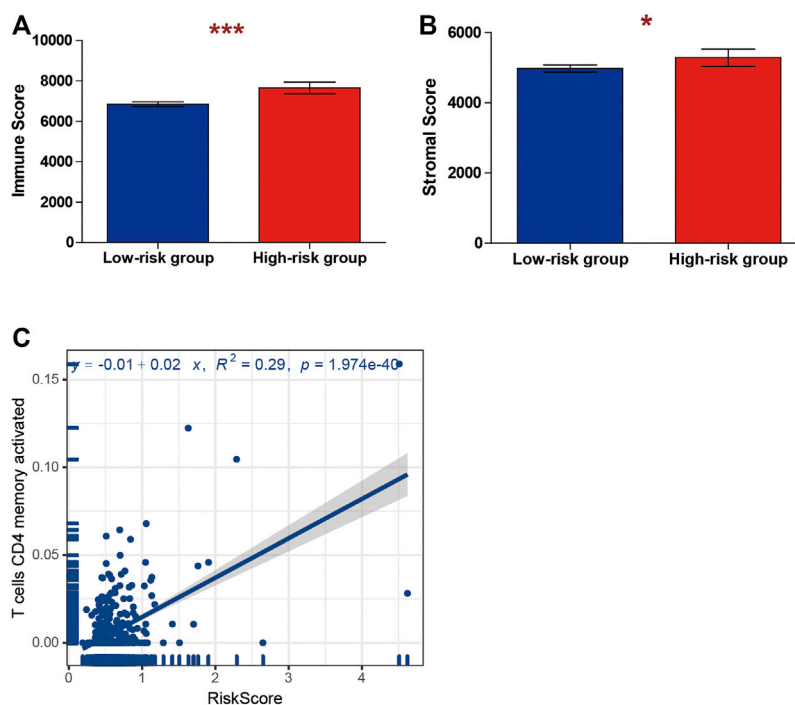 A
***
10000
8000
6000
4000
2000
0
Immune Score
Low-risk group
High-risk group
B
*
6000
4000
2000
0
Stromal Score
Low-risk group
High-risk group
C
y = -0.01 + 0.02 x, R² = 0.29, p = 1.974e-40
0.15
0.10
0.05
0.00
T cells CD4 memory activated
0 1 2 3 4
RiskScore